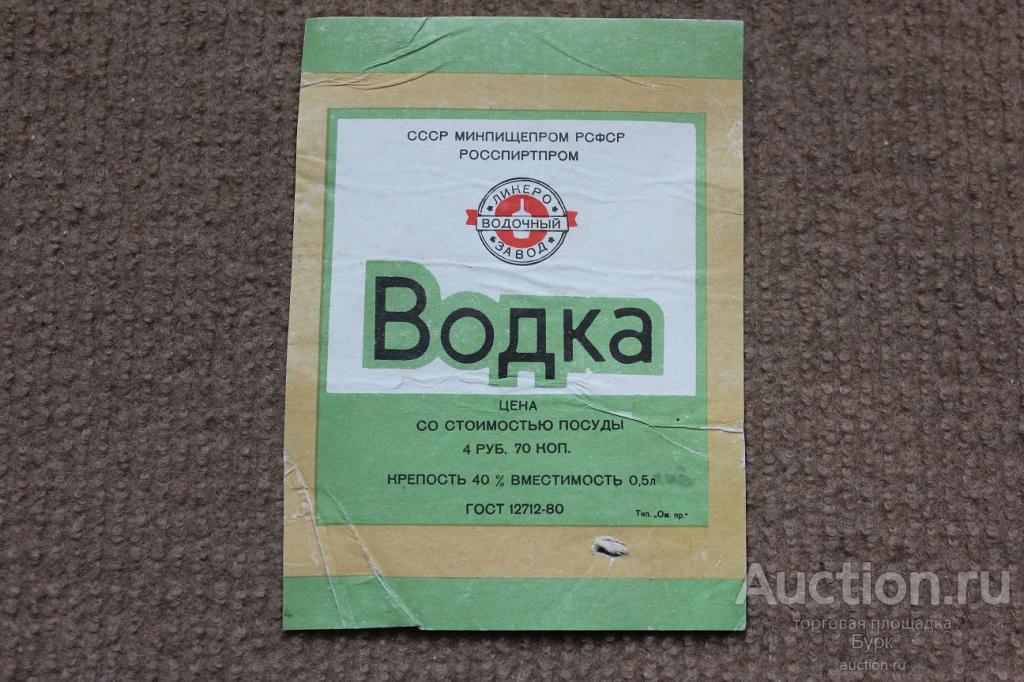 СССР МИНПИЩЕПРОМ РСФСР
РОССПИРТПРОМ
ЛИКЕРО
ВОДОЧНЫЙ
ЗАВОД
Водка
ЦЕНА
СО СТОИМОСТЬЮ ПОСУДЫ
4 РУБ. 70 КОП.
КРЕПОСТЬ 40 % ВМЕСТИМОСТЬ 0,5л
ГОСТ 12712-80
Тип. „Ом. пр."
Auction.ru
торговая площадка
Бурк
auction.ru